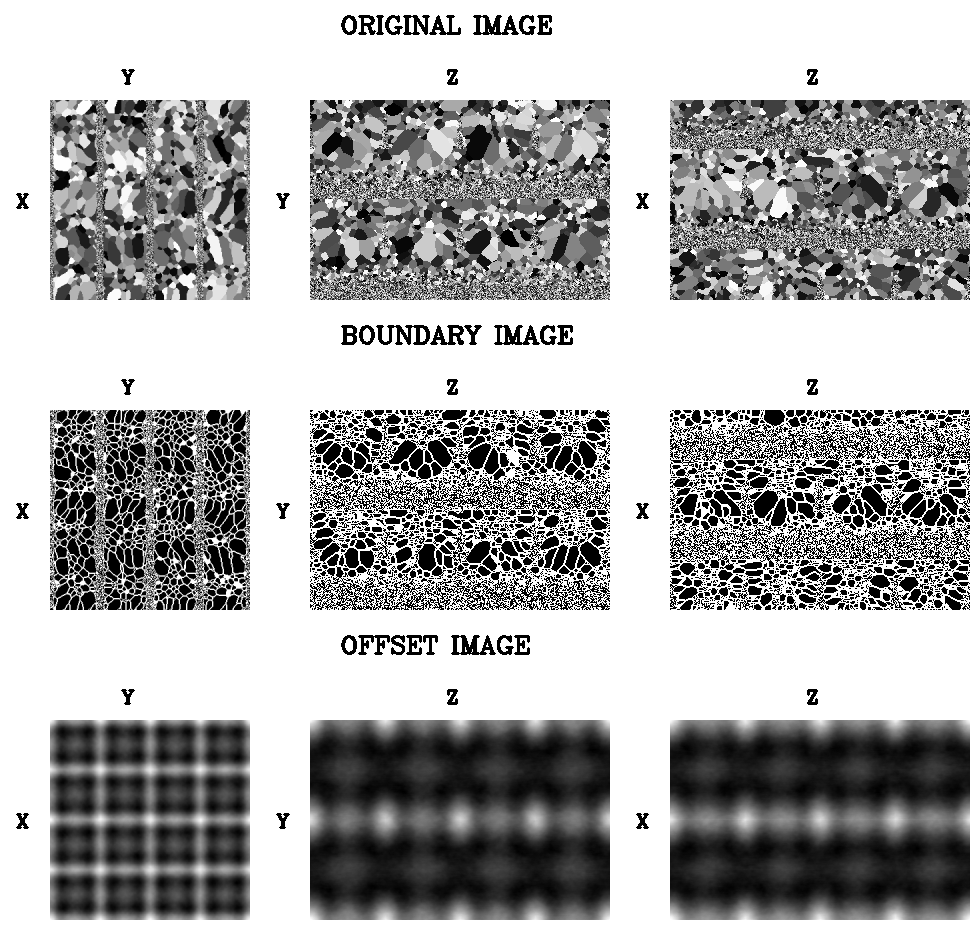 ORIGINAL IMAGE
Y Z Z
X Y X
BOUNDARY IMAGE
Y Z Z
X Y X
OFFSET IMAGE
Y Z Z
X Y X